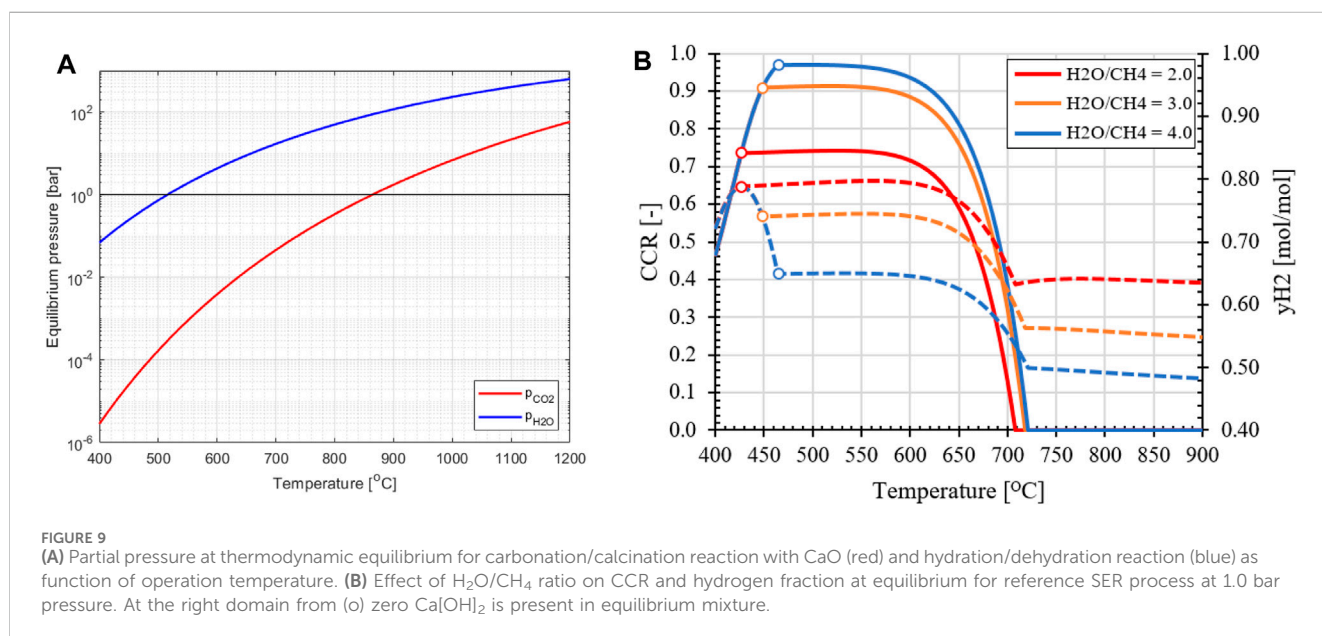 A
Equilibrium pressure [bar]
10^2
10^0
10^-2
10^-4
10^-6
400 500 600 700 800 900 1000 1100 1200
Temperature [°C]
p_CO2
p_H2O
B
CCR [-]
1.0
0.9
0.8
0.7
0.6
0.5
0.4
0.3
0.2
0.1
0.0
400 450 500 550 600 650 700 750 800 850 900
Temperature [°C]
1.00
0.90
0.80
0.70
0.60
0.50
0.40
yH2 [mol/mol]
H2O/CH4 = 2.0
H2O/CH4 = 3.0
H2O/CH4 = 4.0
FIGURE 9
(A) Partial pressure at thermodynamic equilibrium for carbonation/calcination reaction with CaO (red) and hydration/dehydration reaction (blue) as
function of operation temperature. (B) Effect of H₂O/CH₄ ratio on CCR and hydrogen fraction at equilibrium for reference SER process at 1.0 bar
pressure. At the right domain from (o) zero Ca[OH]₂ is present in equilibrium mixture.